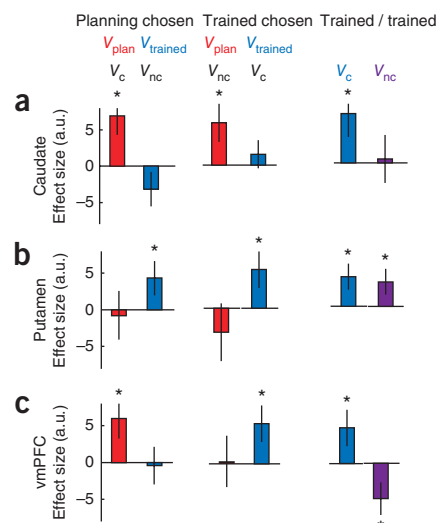 Planning chosen Trained chosen Trained / trained
Vplan Vtrained Vplan Vtrained
Vc Vnc Vnc Vc Vc Vnc
a
Caudate
Effect size (a.u.)
5
0
−5
* * *
b
Putamen
Effect size (a.u.)
5
0
−5
* * * *
c
vmPFC
Effect size (a.u.)
5
0
−5
* * *
*